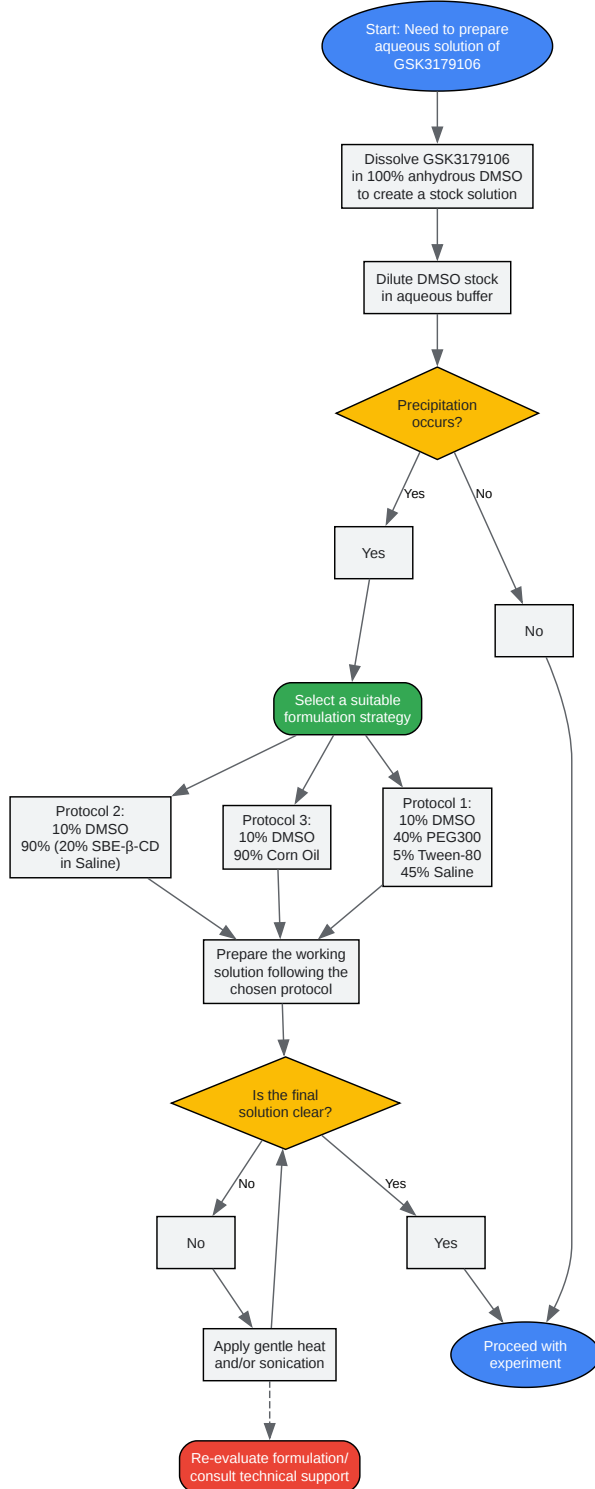 Start: Need to prepare
aqueous solution of
GSK3179106
Dissolve GSK3179106
in 100% anhydrous DMSO
to create a stock solution
Dilute DMSO stock
in aqueous buffer
Precipitation
occurs?
Yes
No
Yes
No
Select a suitable
formulation strategy
Protocol 2:
10% DMSO
90% (20% SBE-β-CD
in Saline)
Protocol 3:
10% DMSO
90% Corn Oil
Protocol 1:
10% DMSO
40% PEG300
5% Tween-80
45% Saline
Prepare the working
solution following the
chosen protocol
Is the final
solution clear?
No
Yes
No
Yes
Apply gentle heat
and/or sonication
Proceed with
experiment
Re-evaluate formulation/
consult technical support